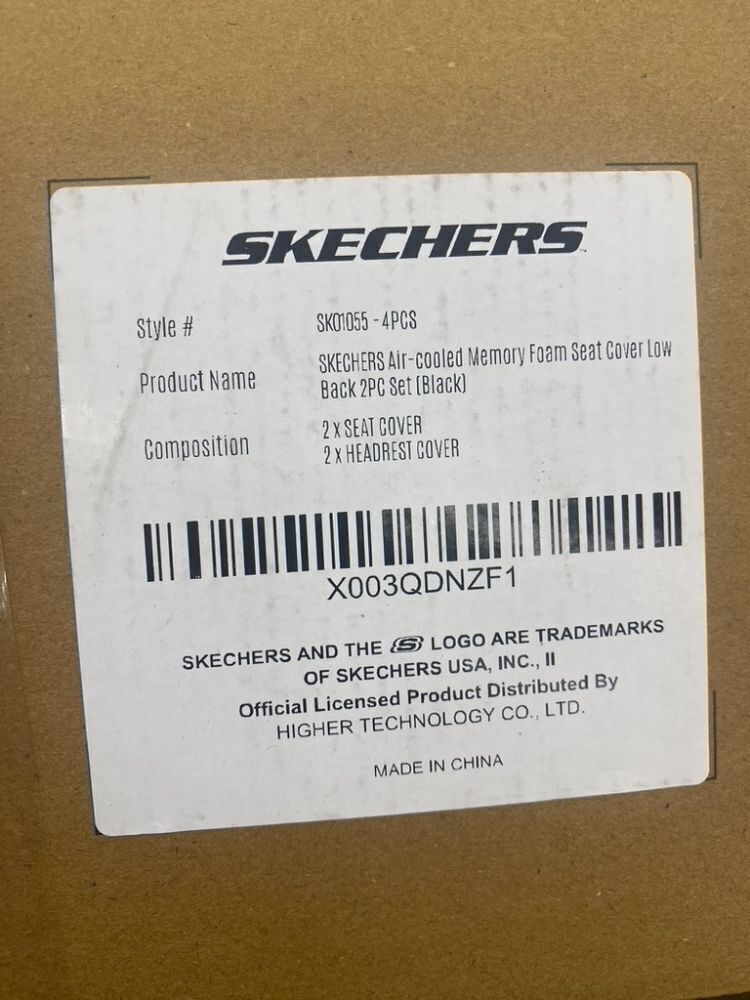 SKECHERS
Style # SK01055 - 4PCS
Product Name SKECHERS Air-cooled Memory Foam Seat Cover Low
Back 2PC Set (Black)
Composition 2 X SEAT COVER
2 X HEADREST COVER
X003QDNZF1
SKECHERS AND THE S LOGO ARE TRADEMARKS
OF SKECHERS USA, INC., II
Official Licensed Product Distributed By
HIGHER TECHNOLOGY CO., LTD.
MADE IN CHINA